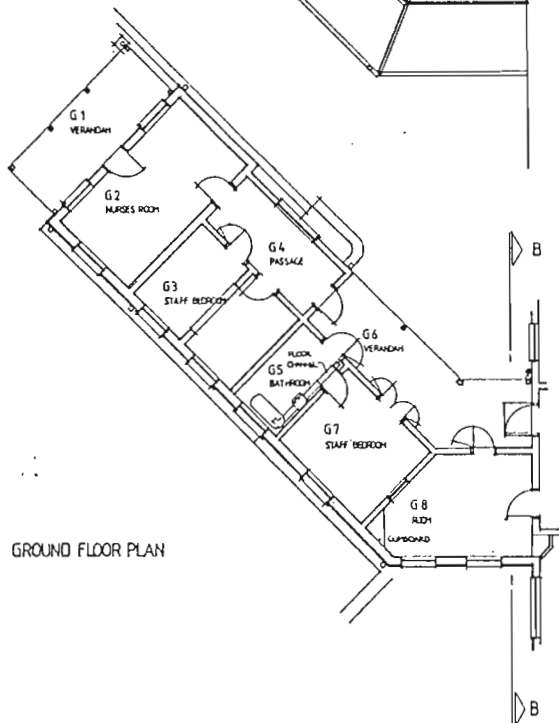 G1
VERANDAH
G2
NURSES ROOM
G4
PASSAGE
G3
STAFF BEDROOM
B
G6
VERANDAH
FLOOR
CHANNEL
G5
BATHROOM
G7
STAFF BEDROOM
G8
ROOM
CUPBOARD
GROUND FLOOR PLAN
B